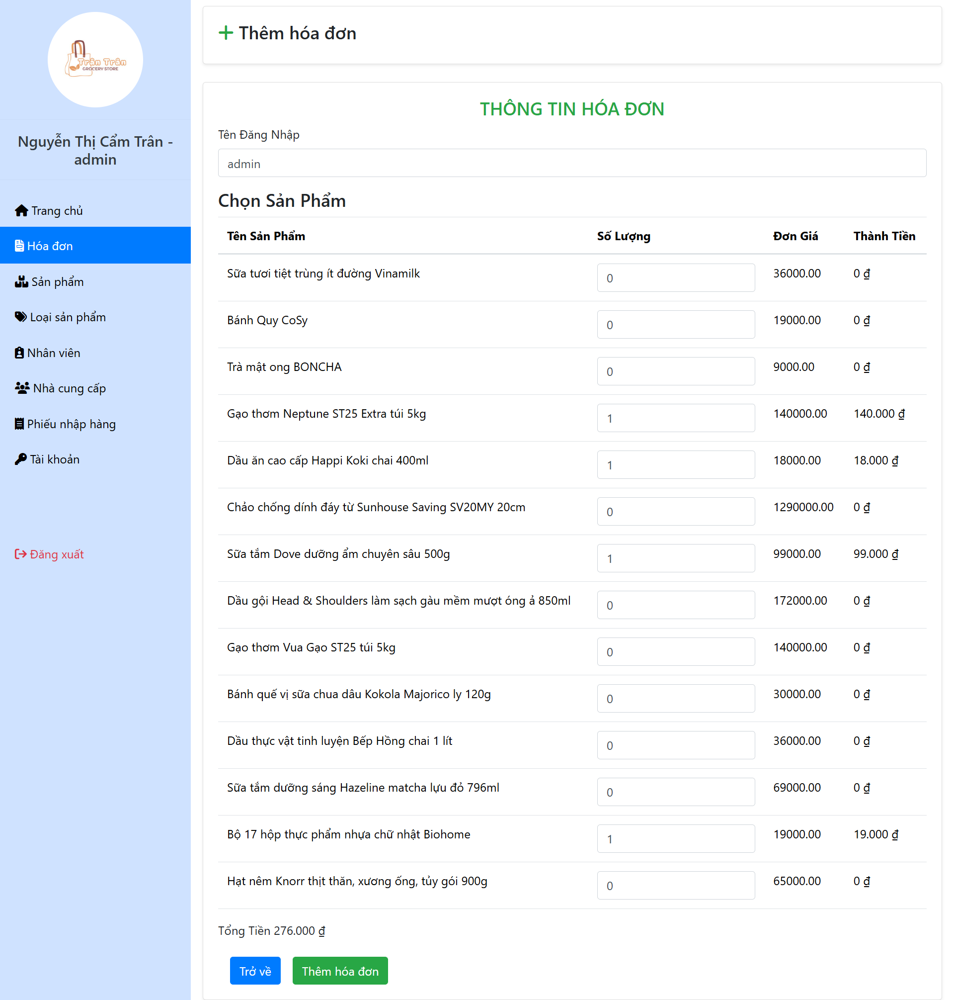 Trân Trân
GROCERY STORE
Nguyễn Thị Cẩm Trân -
admin
Trang chủ
Hóa đơn
Sản phẩm
Loại sản phẩm
Nhân viên
Nhà cung cấp
Phiếu nhập hàng
Tài khoản
Đăng xuất
Thêm hóa đơn
THÔNG TIN HÓA ĐƠN
Tên Đăng Nhập
admin
Chọn Sản Phẩm
Tên Sản Phẩm Số Lượng Đơn Giá Thành Tiền
Sữa tươi tiệt trùng ít đường Vinamilk 0 36000.00 0 ₫
Bánh Quy CoSy 0 19000.00 0 ₫
Trà mật ong BONCHA 0 9000.00 0 ₫
Gạo thơm Neptune ST25 Extra túi 5kg 1 140000.00 140.000 ₫
Dầu ăn cao cấp Happi Koki chai 400ml 1 18000.00 18.000 ₫
Chảo chống dính đáy từ Sunhouse Saving SV20MY 20cm 0 1290000.00 0 ₫
Sữa tắm Dove dưỡng ẩm chuyên sâu 500g 1 99000.00 99.000 ₫
Dầu gội Head & Shoulders làm sạch gàu mềm mượt óng ả 850ml 0 172000.00 0 ₫
Gạo thơm Vua Gạo ST25 túi 5kg 0 140000.00 0 ₫
Bánh quế vị sữa chua dâu Kokola Majorico ly 120g 0 30000.00 0 ₫
Dầu thực vật tinh luyện Bếp Hồng chai 1 lít 0 36000.00 0 ₫
Sữa tắm dưỡng sáng Hazeline matcha lựu đỏ 796ml 0 69000.00 0 ₫
Bộ 17 hộp thực phẩm nhựa chữ nhật Biohome 1 19000.00 19.000 ₫
Hạt nêm Knorr thịt thăn, xương ống, tủy gói 900g 0 65000.00 0 ₫
Tổng Tiền 276.000 ₫
Trở về Thêm hóa đơn